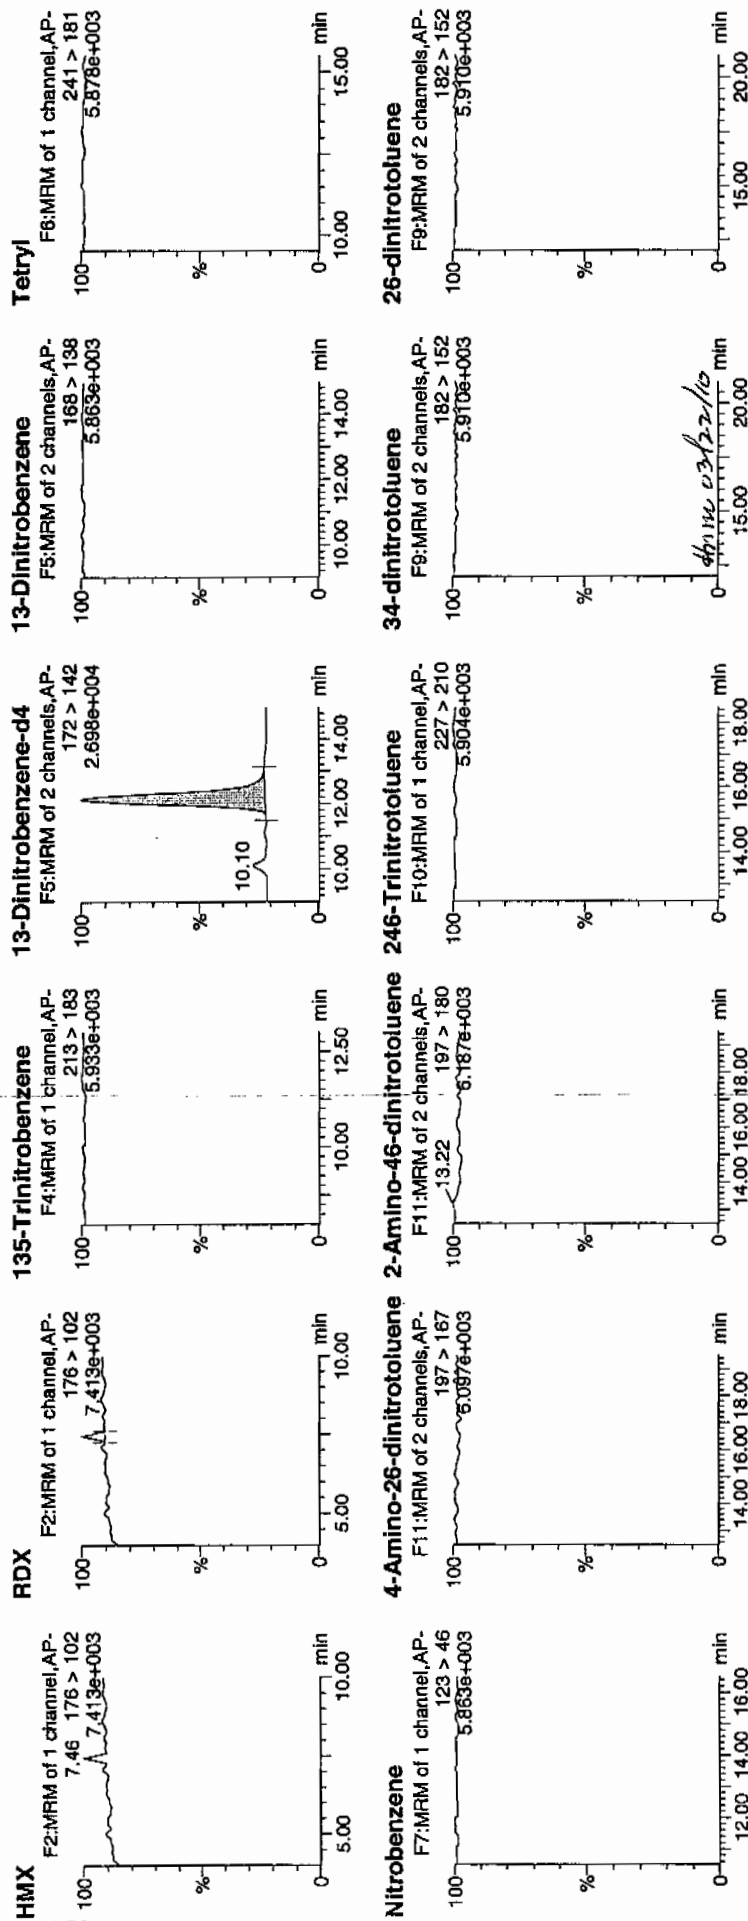 HMX
F2:MRM of 1 channel,AP-
7.46 176 > 102
7.413e+003
100
%
0
5.00 10.00 min
RDX
F2:MRM of 1 channel,AP-
176 > 102
7.413e+003
100
%
0
5.00 10.00 min
135-Trinitrobenzene
F4:MRM of 1 channel,AP-
213 > 183
5.933e+003
100
%
0
10.00 12.50 min
13-Dinitrobenzene-d4
F5:MRM of 2 channels,AP-
172 > 142
2.698e+004
100
10.10
%
0
10.00 12.00 14.00 min
13-Dinitrobenzene
F5:MRM of 2 channels,AP-
168 > 138
5.863e+003
100
%
0
10.00 12.00 14.00 min
Tetryl
F6:MRM of 1 channel,AP-
241 > 181
5.878e+003
100
%
0
10.00 15.00 min
Nitrobenzene
F7:MRM of 1 channel,AP-
123 > 46
5.863e+003
100
%
0
12.00 14.00 16.00 min
4-Amino-26-dinitrotoluene
F11:MRM of 2 channels,AP-
197 > 167
6.097e+003
100
%
0
14.00 16.00 18.00 min
2-Amino-46-dinitrotoluene
F11:MRM of 2 channels,AP-
13.22 197 > 180
6.187e+003
100
%
0
14.00 16.00 18.00 min
246-Trinitrotoluene
F10:MRM of 1 channel,AP-
227 > 210
5.904e+003
100
%
0
14.00 16.00 18.00 min
34-dinitrotoluene
F9:MRM of 2 channels,AP-
182 > 152
5.910e+003
100
%
03/22/10
0
15.00 20.00 min
26-dinitrotoluene
F9:MRM of 2 channels,AP-
182 > 152
5.910e+003
100
%
0
15.00 20.00 min